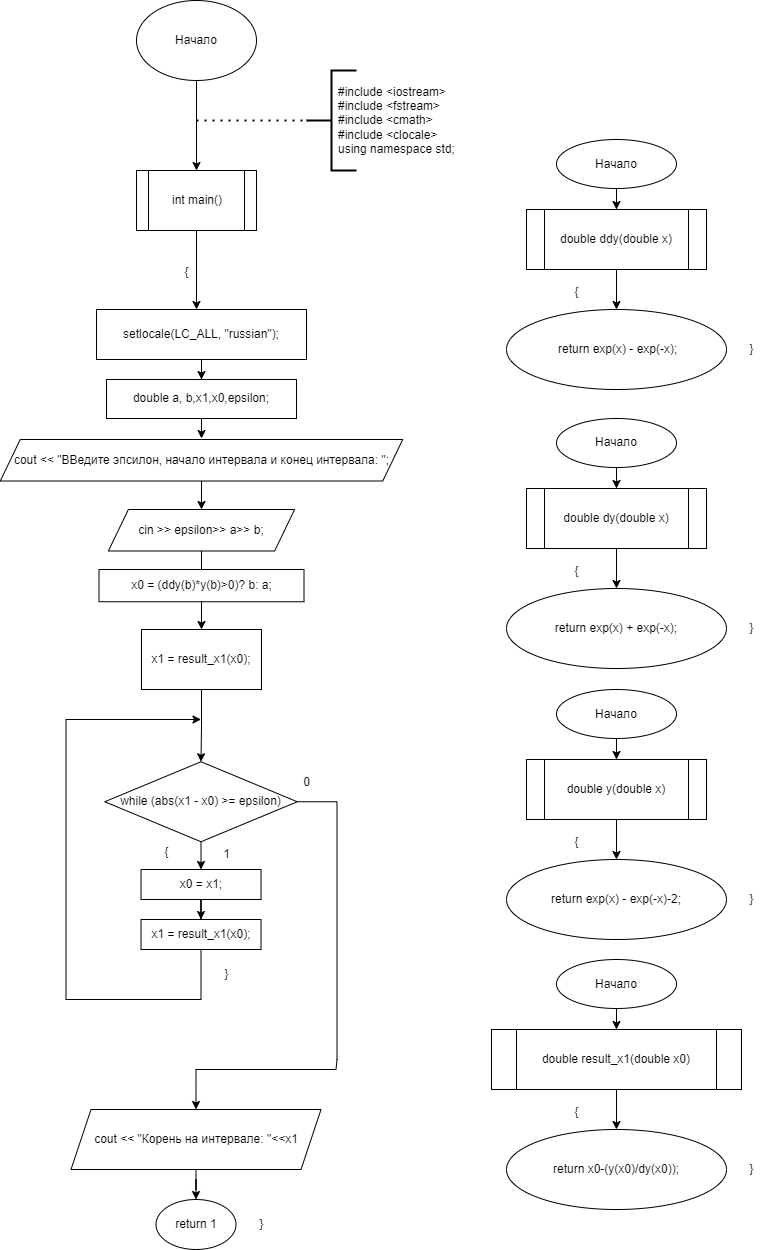 Начало
#include <iostream>
#include <fstream>
#include <cmath>
#include <clocale>
using namespace std;
int main()
{
setlocale(LC_ALL, "russian");
double a, b,x1,x0,epsilon;
cout << "ВВедите эпсилон, начало интервала и конец интервала: ";
cin >> epsilon>> a>> b;
x0 = (ddy(b)*y(b)>0)? b: a;
x1 = result_x1(x0);
while (abs(x1 - x0) >= epsilon)
0
{
1
x0 = x1;
x1 = result_x1(x0);
}
cout << "Корень на интервале: "<<x1
return 1
}
Начало
double ddy(double x)
{
return exp(x) - exp(-x);
}
Начало
double dy(double x)
{
return exp(x) + exp(-x);
}
Начало
double y(double x)
{
return exp(x) - exp(-x)-2;
}
Начало
double result_x1(double x0)
{
return x0-(y(x0)/dy(x0));
}